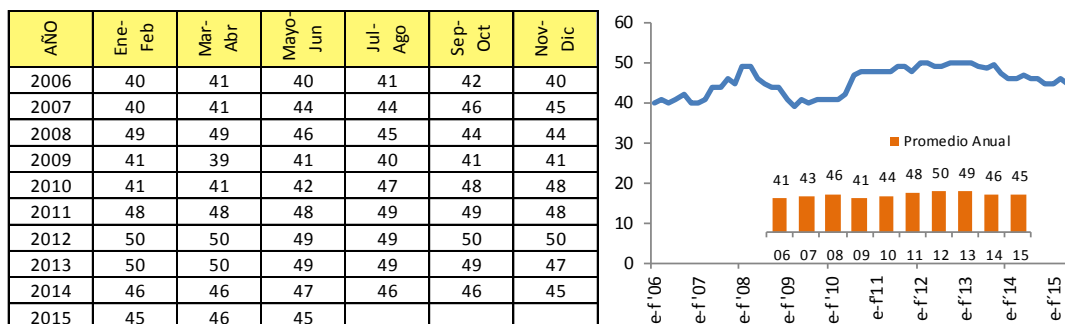 AÑO Ene-Feb Mar-Abr Mayo-Jun Jul-Ago Sep-Oct Nov-Dic
2006 40 41 40 41 42 40
2007 40 41 44 44 46 45
2008 49 49 46 45 44 44
2009 41 39 41 40 41 41
2010 41 41 42 47 48 48
2011 48 48 48 49 49 48
2012 50 50 49 49 50 50
2013 50 50 49 49 49 47
2014 46 46 47 46 46 45
2015 45 46 45
60
50
40
30
20
10
0
Promedio Anual
41 43 46 41 44 48 50 49 46 45
06 07 08 09 10 11 12 13 14 15
e-f '06 e-f '07 e-f '08 e-f '09 e-f '10 e-f'11 e-f´12 e-f´13 e-f´14 e-f´15